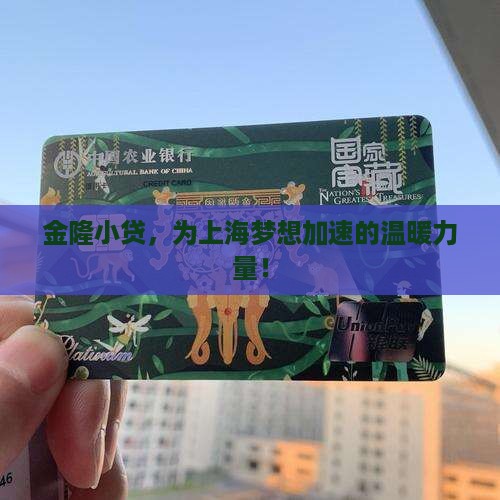 中国农业银行
AGRICULTURAL BANK OF CHINA
CREDIT CARD
国家
宝藏
NATION'S
GREATEST TREASURES
金隆小贷，为上海梦想加速的温暖力
量！
UnionPay
银联
Platinum
46